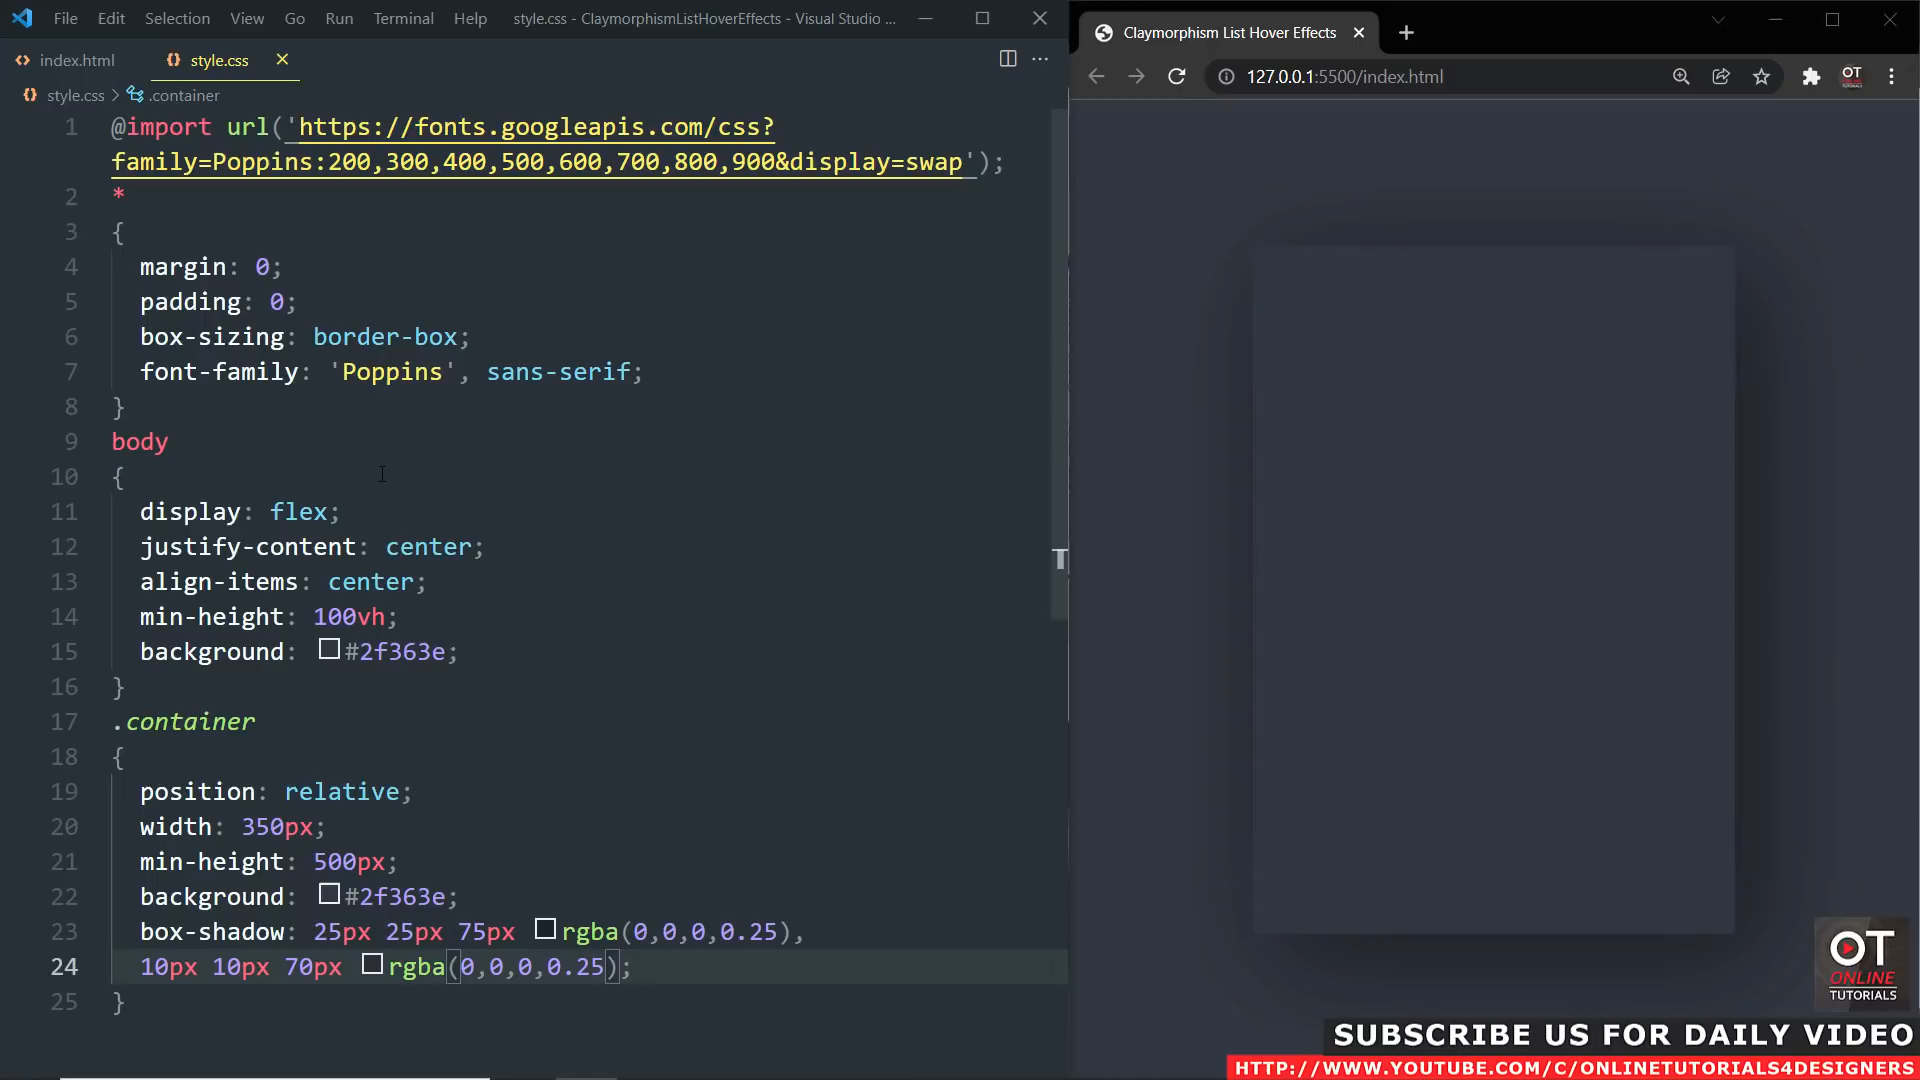 File Edit Selection View Go Run Terminal Help style.css - ClaymorphismListHoverEffects - Visual Studio ...
Claymorphism List Hover Effects
index.html style.css
127.0.0.1:5500/index.html
OT
style.css > .container
1 @import url('https://fonts.googleapis.com/css?
family=Poppins:200,300,400,500,600,700,800,900&display=swap');
2 *
3 {
4 margin: 0;
5 padding: 0;
6 box-sizing: border-box;
7 font-family: 'Poppins', sans-serif;
8 }
9 body
10 {
11 display: flex;
12 justify-content: center;
13 align-items: center;
14 min-height: 100vh;
15 background: #2f363e;
16 }
17 .container
18 {
19 position: relative;
20 width: 350px;
21 min-height: 500px;
22 background: #2f363e;
23 box-shadow: 25px 25px 75px rgba(0,0,0,0.25),
24 10px 10px 70px rgba(0,0,0,0.25);
25 }
OT
ONLINE
TUTORIALS
SUBSCRIBE US FOR DAILY VIDEO
HTTP://WWW.YOUTUBE.COM/C/ONLINETUTORIALS4DESIGNERS